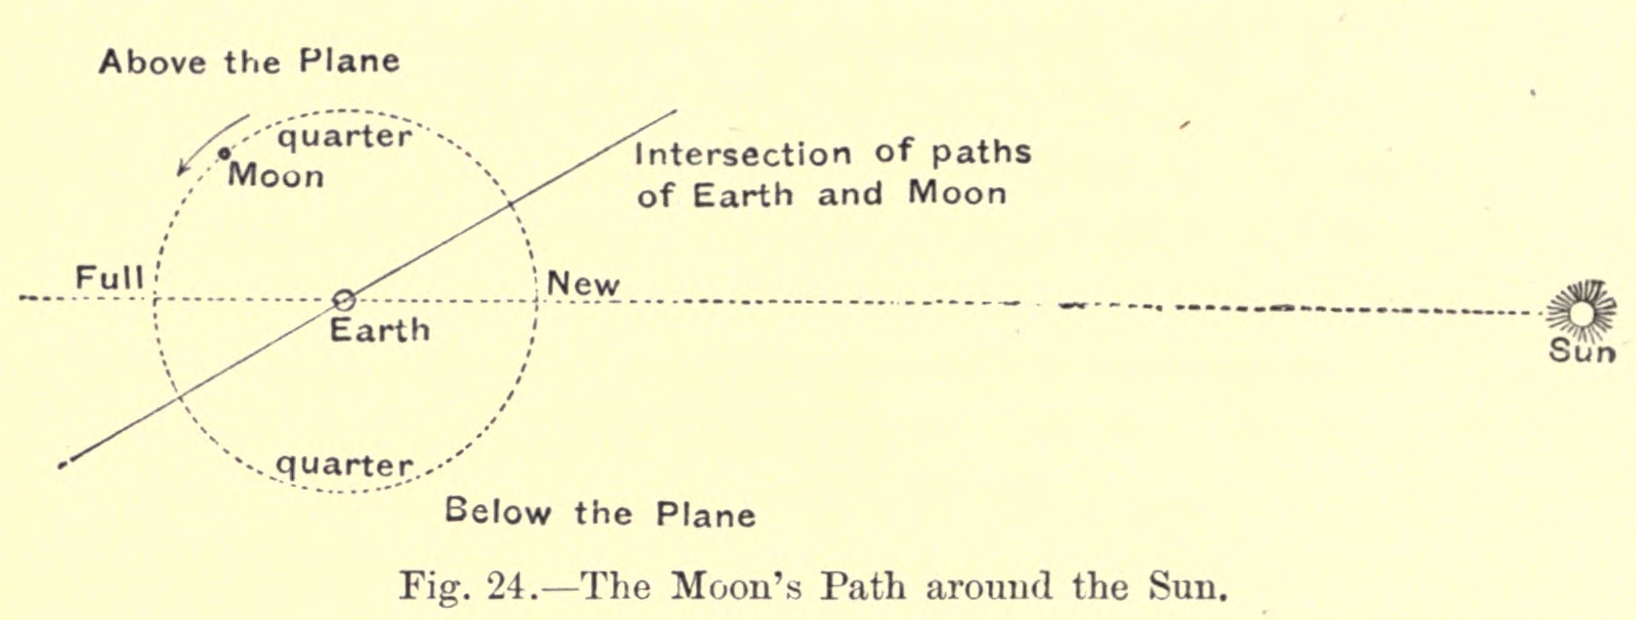 Above the Plane
quarter
Moon
Intersection of paths
of Earth and Moon
Full
New
Earth
Sun
quarter
Below the Plane
Fig. 24.—The Moon's Path around the Sun.